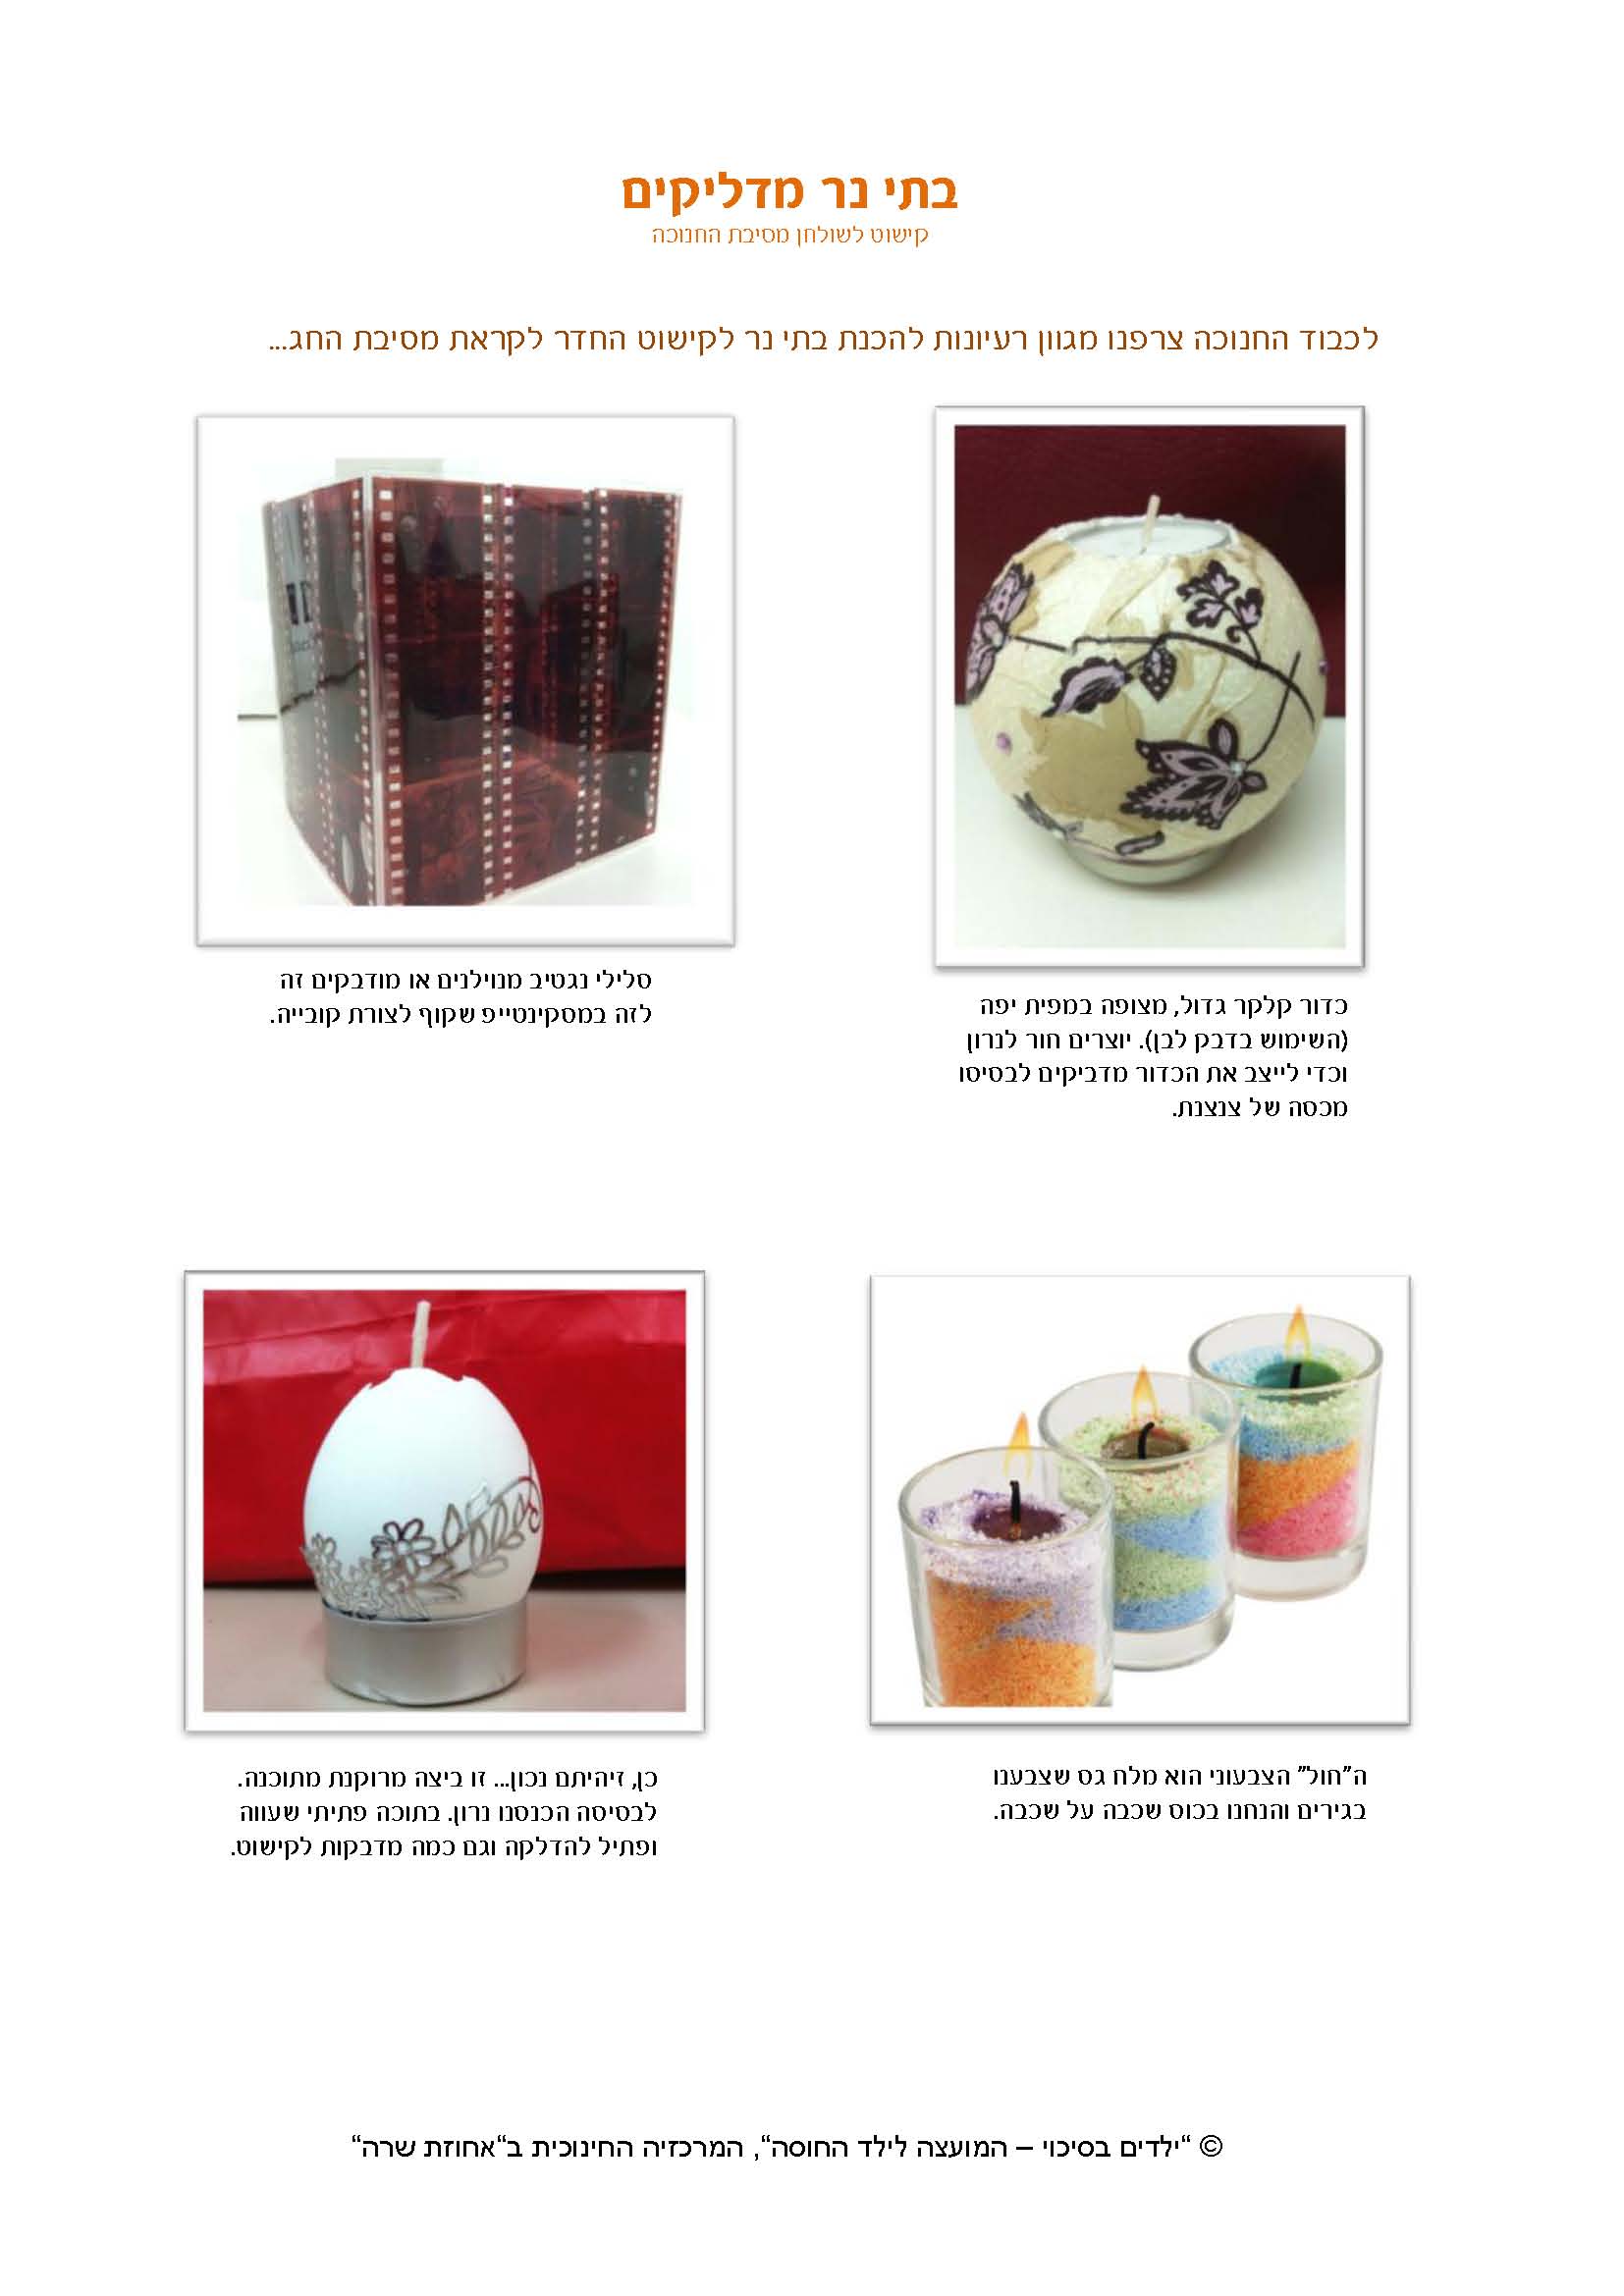 בתי נר מדליקים
קישוט לשולחן מסיבת החנוכה
לכבוד החנוכה צרפנו מגוון רעיונות להכנת בתי נר לקישוט החדר לקראת מסיבת החג...
כדור קלקר גדול, מצופה במפית יפה
(השימוש בדבק לבן). יוצרים חור לנרון
וכדי לייצב את הכדור מדביקים לבסיסו
מכסה של צנצנת.
סלילי נגטיב מנוילנים או מודבקים זה
לזה במסקינטייפ שקוף לצורת קובייה.
ה"חול" הצבעוני הוא מלח גס שצבענו
בגירים והנחנו בכוס שכבה על שכבה.
כן, זיהיתם נכון... זו ביצה מרוקנת מתוכנה.
לבסיסה הכנסנו נרון. בתוכה פתיתי שעווה
ופתיל להדלקה וגם כמה מדבקות לקישוט.
© "ילדים בסיכוי – המועצה לילד החוסה", המרכזיה החינוכית ב"אחוזת שרה"